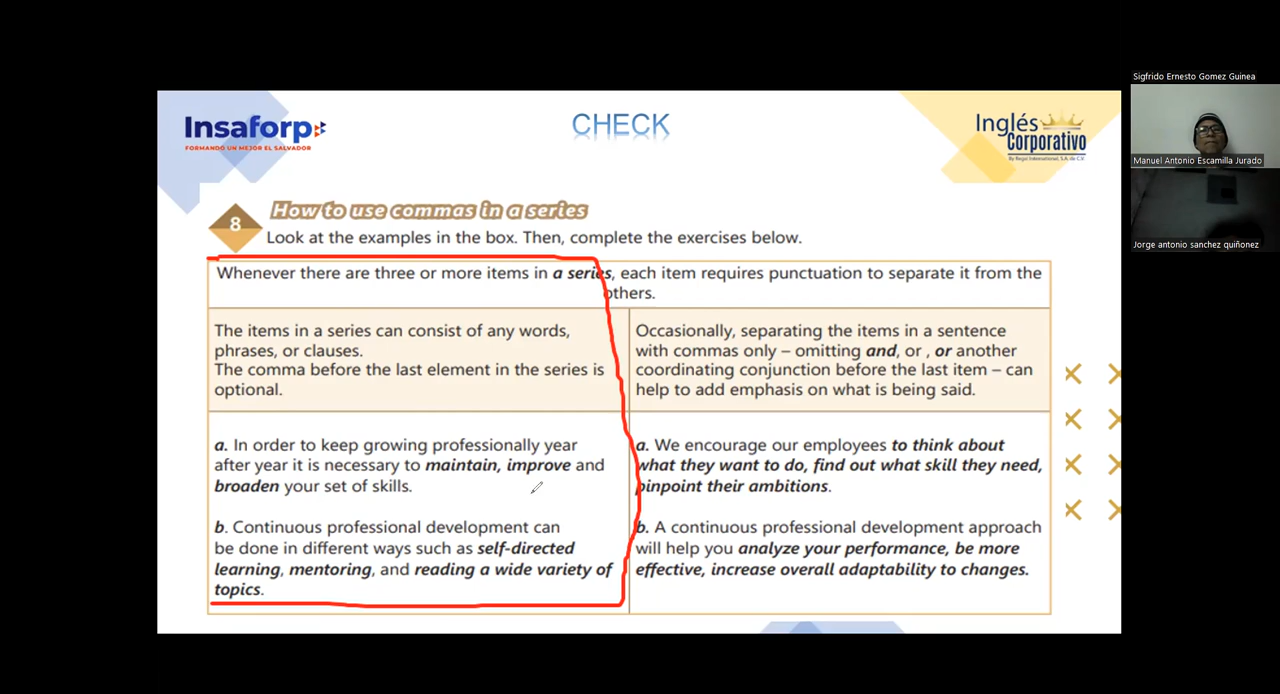 Sigfrido Ernesto Gomez Guinea
Manuel Antonio Escamilla Jurado
Jorge antonio sanchez quiñonez
Insaforp
FORMANDO UN MEJOR EL SALVADOR
CHECK
Inglés
Corporativo
By Regio International, S.A. de C.V.
8
How to use commas in a series
Look at the examples in the box. Then, complete the exercises below.
Whenever there are three or more items in a series, each item requires punctuation to separate it from the
others.
The items in a series can consist of any words,
phrases, or clauses.
The comma before the last element in the series is
optional.
Occasionally, separating the items in a sentence
with commas only – omitting and, or , or another
coordinating conjunction before the last item – can
help to add emphasis on what is being said.
a. In order to keep growing professionally year
after year it is necessary to maintain, improve and
broaden your set of skills.
b. Continuous professional development can
be done in different ways such as self-directed
learning, mentoring, and reading a wide variety of
topics.
a. We encourage our employees to think about
what they want to do, find out what skill they need,
pinpoint their ambitions.
b. A continuous professional development approach
will help you analyze your performance, be more
effective, increase overall adaptability to changes.